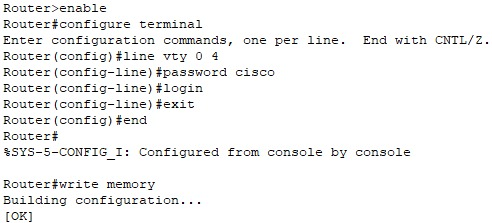 Router>enable
Router#configure terminal
Enter configuration commands, one per line.  End with CNTL/Z.
Router(config)#line vty 0 4
Router(config-line)#password cisco
Router(config-line)#login
Router(config-line)#exit
Router(config)#end
Router#
%SYS-5-CONFIG_I: Configured from console by console

Router#write memory
Building configuration...
[OK]